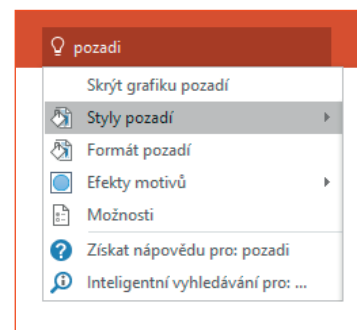 pozadi
Skrýt grafiku pozadí
Styly pozadí
Formát pozadí
Efekty motivů
Možnosti
Získat nápovědu pro: pozadi
Inteligentní vyhledávání pro: ...